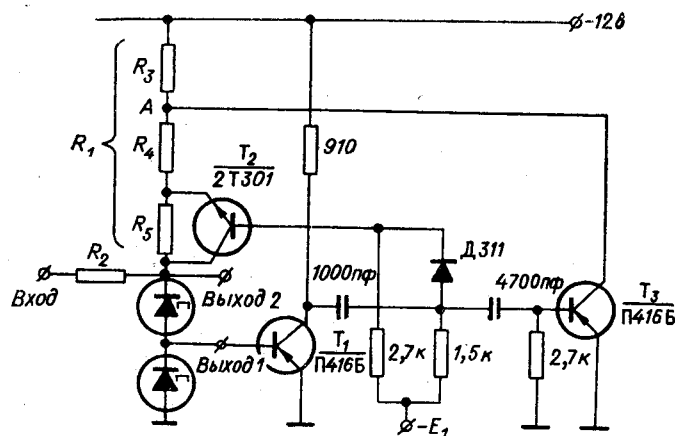 -12в
R₃
A
R₁
R₄
910
T₂
2Т301
R₅
Д311
R₂
1000пф
4700пф
Вход
Выход 2
T₃
П416Б
T₁
П416Б
2,7к
1,5к
2,7к
Выход 1
-E₁